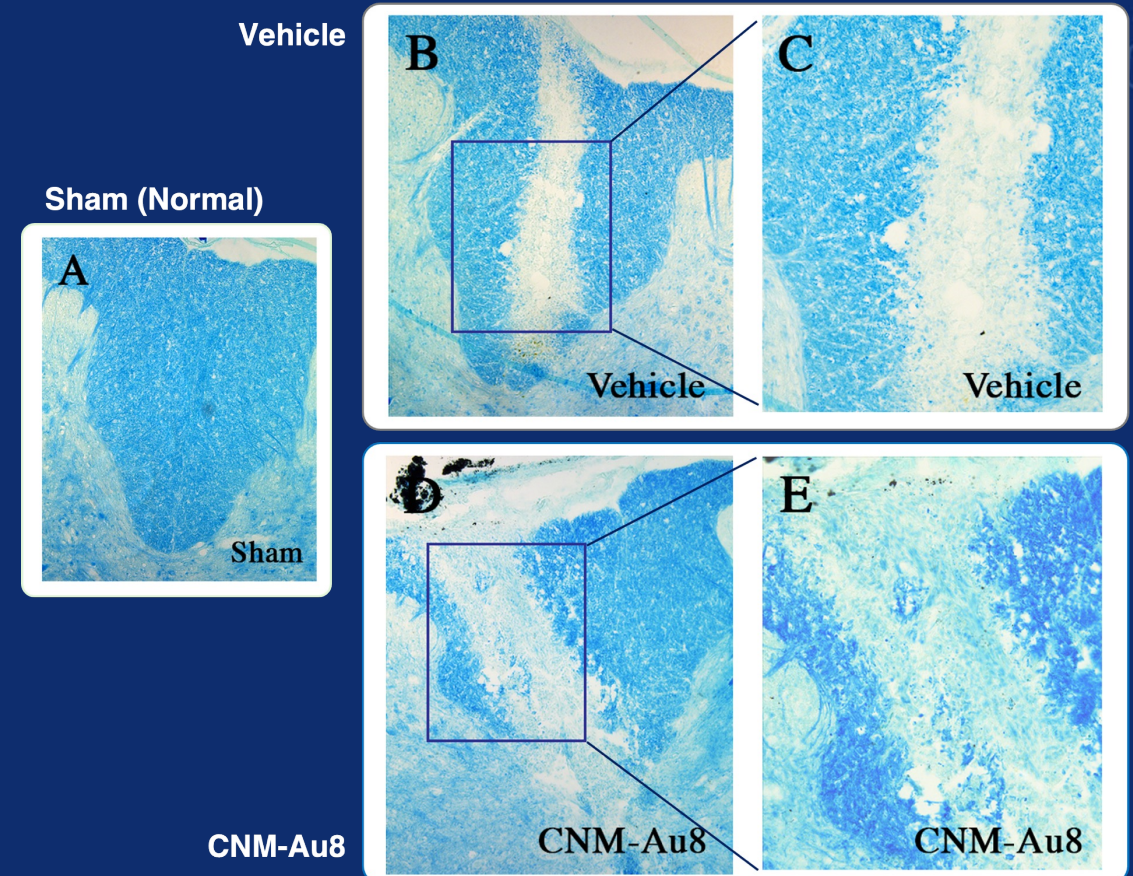 Vehicle
B
C
Sham (Normal)
A
Vehicle
Vehicle
Sham
D
E
CNM-Au8
CNM-Au8
CNM-Au8